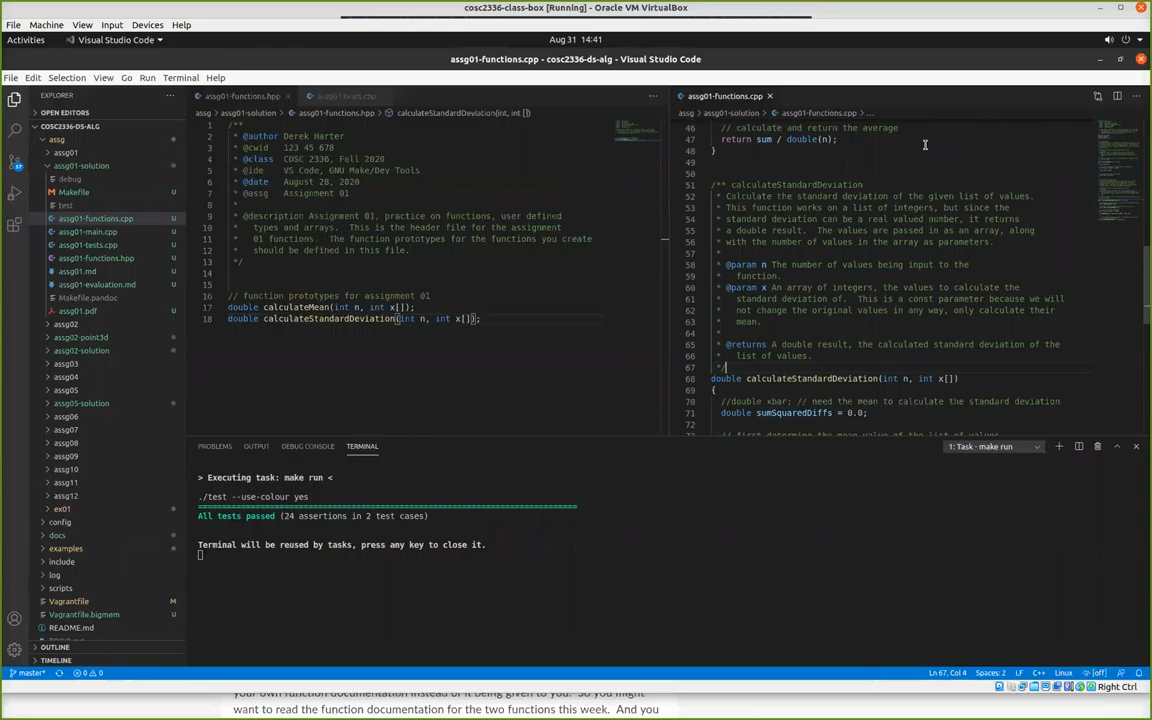 cosc2336-class-box [Running] - Oracle VM VirtualBox
File Machine View Input Devices Help
Activities Visual Studio Code Aug 31 14:41
assg01-functions.cpp - cosc2336-ds-alg - Visual Studio Code
File Edit Selection View Go Run Terminal Help
EXPLORER
OPEN EDITORS
COSC2336-DS-ALG
assg
assg01
assg01-solution
debug
Makefile U
test
assg01-functions.cpp U
assg01-main.cpp U
assg01-tests.cpp U
assg01-functions.hpp U
assg01.md U
assg01-evaluation.md U
Makefile.pandoc
assg01.pdf U
assg02
assg02-point3d
assg02-solution
assg03
assg04
assg05
assg05-solution
assg06
assg07
assg08
assg09
assg10
assg11
assg12
ex01
config
docs
examples
include
log
scripts
Vagrantfile M
Vagrantfile.bigmem U
README.md
OUTLINE
TIMELINE
assg01-functions.hpp assg01-tests.cpp
assg > assg01-solution > assg01-functions.hpp > calculateStandardDeviation(int, int [])
1 /**
2 * @author Derek Harter
3 * @cwid 123 45 678
4 * @class COSC 2336, Fall 2020
5 * @ide VS Code, GNU Make/Dev Tools
6 * @date August 28, 2020
7 * @assg Assignment 01
8 *
9 * @description Assignment 01, practice on functions, user defined
10 * types and arrays. This is the header file for the assignment
11 * 01 functions. The function prototypes for the functions you create
12 * should be defined in this file.
13 */
14
15
16 // function prototypes for assignment 01
17 double calculateMean(int n, int x[]);
18 double calculateStandardDeviation(int n, int x[]);
assg01-functions.cpp
assg > assg01-solution > assg01-functions.cpp > ...
46 // calculate and return the average
47 return sum / double(n);
48 }
49
50
51 /** calculateStandardDeviation
52 * Calculate the standard deviation of the given list of values.
53 * This function works on a list of integers, but since the
54 * standard deviation can be a real valued number, it returns
55 * a double result. The values are passed in as an array, along
56 * with the number of values in the array as parameters.
57 *
58 * @param n The number of values being input to the
59 * function.
60 * @param x An array of integers, the values to calculate the
61 * standard deviation of. This is a const parameter because we will
62 * not change the original values in any way, only calculate their
63 * mean.
64 *
65 * @returns A double result, the calculated standard deviation of the
66 * list of values.
67 */
68 double calculateStandardDeviation(int n, int x[])
69 {
70 //double xbar; // need the mean to calculate the standard deviation
71 double sumSquaredDiffs = 0.0;
72
// first determine the mean value of the list of values
PROBLEMS OUTPUT DEBUG CONSOLE TERMINAL 1: Task - make run
> Executing task: make run <
./test --use-colour yes
===============================================================================
All tests passed (24 assertions in 2 test cases)
Terminal will be reused by tasks, press any key to close it.
master* 0 0 Ln 67, Col 4 Spaces: 2 LF C++ Linux [off]
Right Ctrl
your own function documentation instead of it being given to you. So you might
want to read the function documentation for the two functions this week. And you